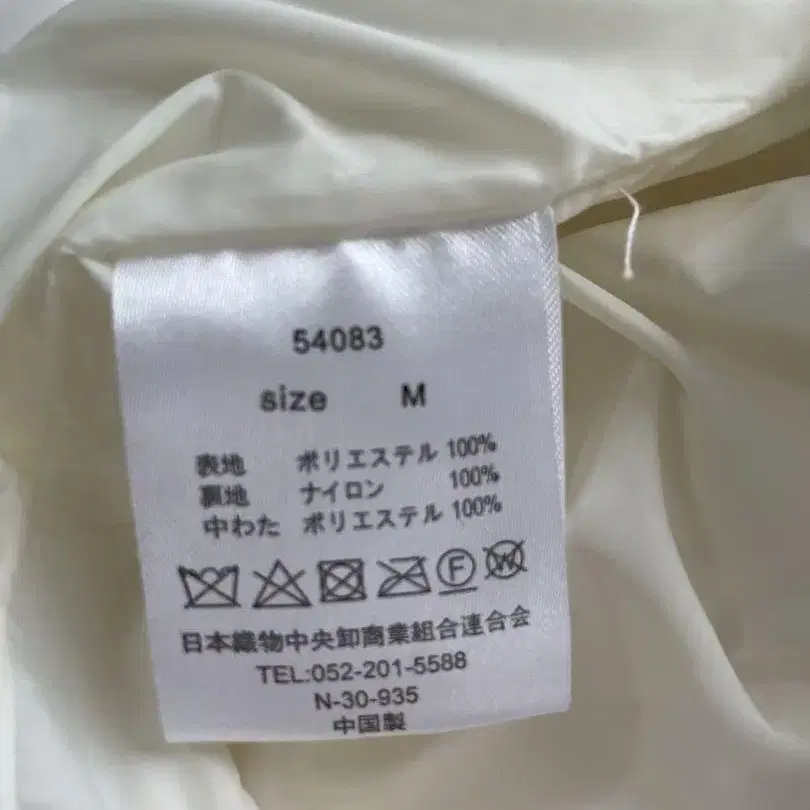 54083
size M
表地 ポリエステル 100%
裏地 ナイロン 100%
中わた ポリエステル 100%
F W
日本織物中央卸商業組合連合会
TEL:052-201-5588
N-30-935
中国製